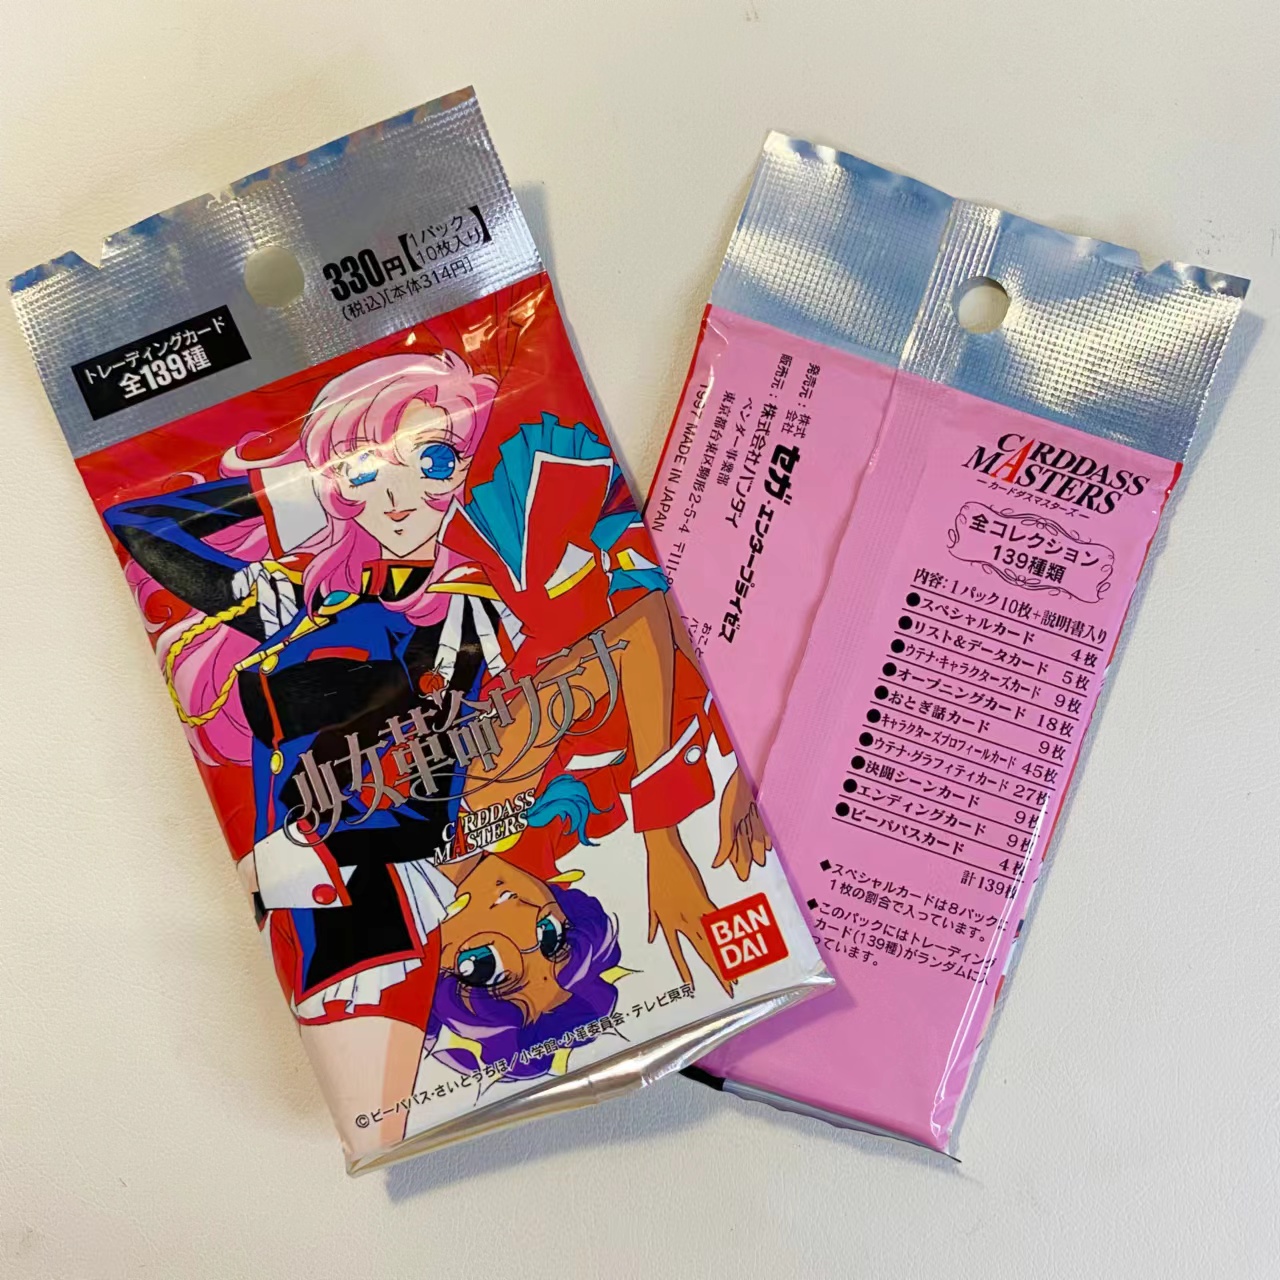 トレーディングカード
全139種
330円【1パック
10枚入り】
(税込)[本体314円]
少女革命ウテナ
CARDDASS
MASTERS
BAN
DAI
©ビーパパス・さいとうちほ/小学館・少革委員会・テレビ東京
発売元:株式会社 セガ・エンタープライゼス
販売元:株式会社バンダイ
ベンダー事業部
東京都台東区駒形2-5-4
1997 MADE IN JAPAN
CARDDASS
MASTERS
－カードダスマスターズ－
全コレクション
139種類
内容:1パック10枚+説明書入り
●スペシャルカード 4枚
●リスト&データカード 5枚
●ウテナ・キャラクターズカード 9枚
●オープニングカード 18枚
●おとぎ話カード 9枚
●キャラクターズプロフィールカード 45枚
●ウテナ・グラフィティカード 27枚
●決闘シーンカード 9枚
●エンディングカード 9枚
●ビーパパスカード 4枚
計139枚
◆スペシャルカードは8パックに
1枚の割合で入っています。
◆このパックにはトレーディング
カード(139種)がランダムに入
っています。